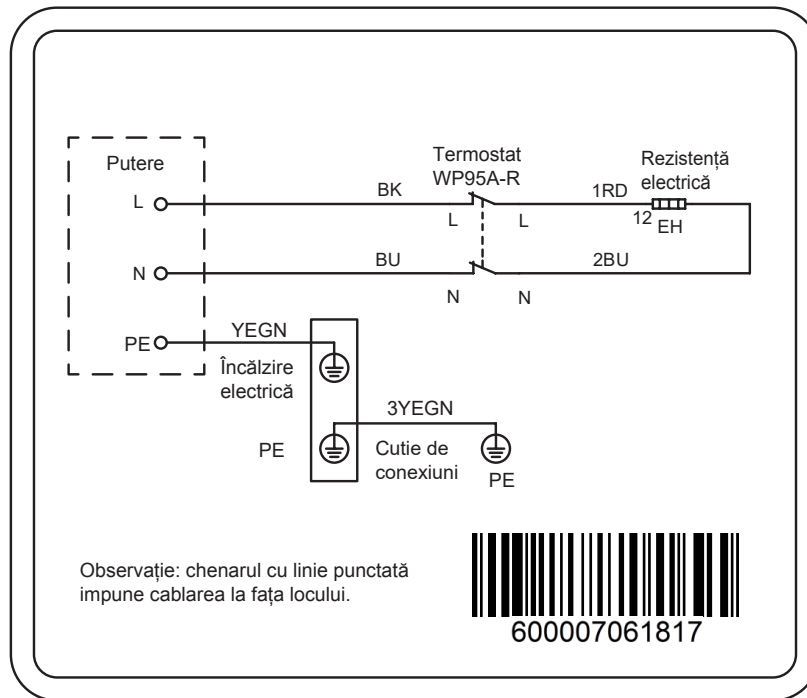 Putere
Termostat
WP95A-R
Rezistență
electrică
L
BK
L
L
1RD
12
EH
N
BU
N
N
2BU
PE
YEGN
Încălzire
electrică
PE
3YEGN
Cutie de
conexiuni
PE
Observație: chenarul cu linie punctată
impune cablarea la fața locului.
600007061817